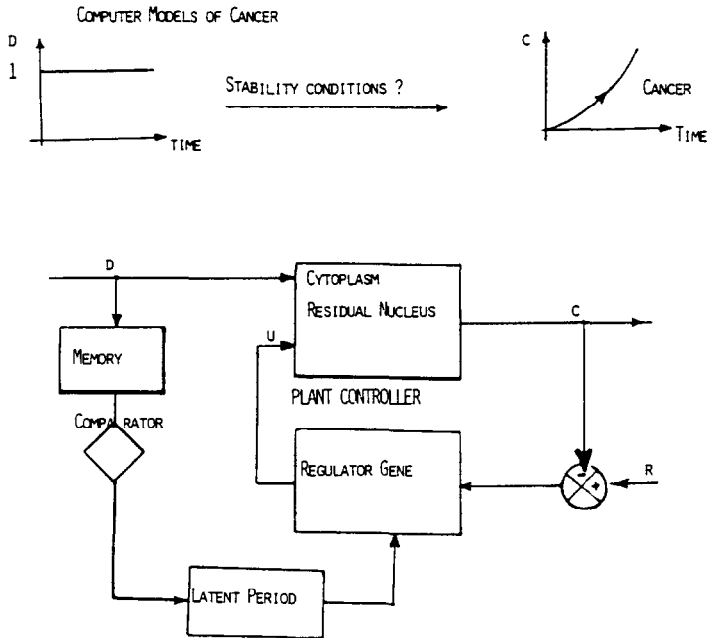 COMPUTER MODELS OF CANCER
D
1
TIME
STABILITY CONDITIONS ?
C
CANCER
TIME
D
CYTOPLASM
RESIDUAL NUCLEUS
U
C
MEMORY
PLANT CONTROLLER
COMPARATOR
REGULATOR GENE
-
+
R
LATENT PERIOD